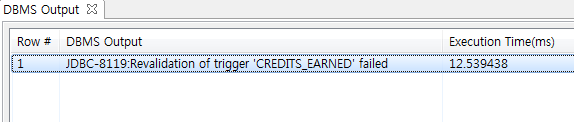 DBMS Output
Row # DBMS Output Execution Time(ms)
1 JDBC-8119:Revalidation of trigger 'CREDITS_EARNED' failed 12.539438